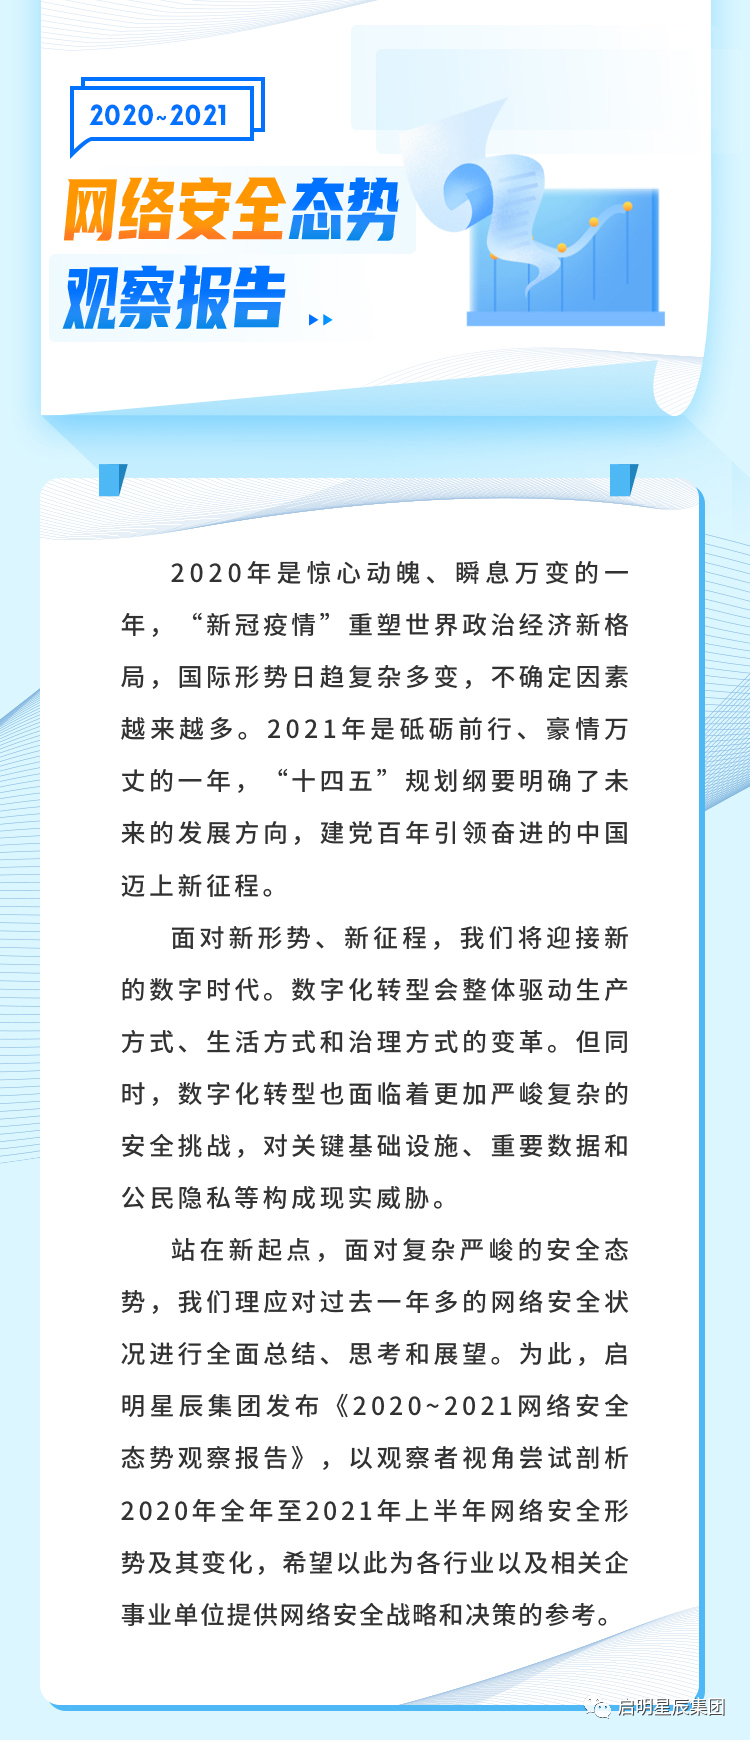 2020~2021
网络安全态势
观察报告
2020年是惊心动魄、瞬息万变的一
年，“新冠疫情”重塑世界政治经济新格
局，国际形势日趋复杂多变，不确定因素
越来越多。2021年是砥砺前行、豪情万
丈的一年，“十四五”规划纲要明确了未
来的发展方向，建党百年引领奋进的中国
迈上新征程。
面对新形势、新征程，我们将迎接新
的数字时代。数字化转型会整体驱动生产
方式、生活方式和治理方式的变革。但同
时，数字化转型也面临着更加严峻复杂的
安全挑战，对关键基础设施、重要数据和
公民隐私等构成现实威胁。
站在新起点，面对复杂严峻的安全态
势，我们理应对过去一年多的网络安全状
况进行全面总结、思考和展望。为此，启
明星辰集团发布《2020~2021网络安全
态势观察报告》，以观察者视角尝试剖析
2020年全年至2021年上半年网络安全形
势及其变化，希望以此为各行业以及相关企
事业单位提供网络安全战略和决策的参考。
启明星辰集团